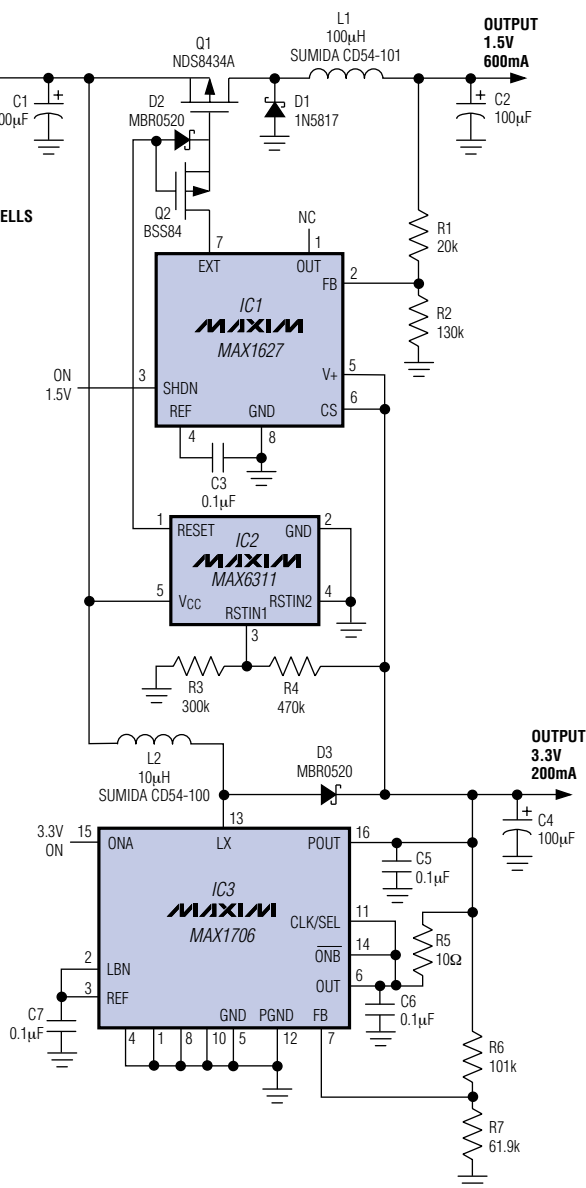 L1
100µH
SUMIDA CD54-101
OUTPUT
1.5V
600mA
Q1
NDS8434A
C1
00µF
+
D2
MBR0520
D1
1N5817
+
C2
100µF
ELLS
Q2
BSS84
NC
7
1
R1
20k
EXT
OUT
FB
2
IC1
MAXIM
MAX1627
R2
130k
ON
1.5V
3
SHDN
V+
5
CS
6
REF
GND
4
8
C3
0.1µF
1
RESET
GND
2
IC2
MAXIM
MAX6311
5
VCC
RSTIN2
4
RSTIN1
3
R3
300k
R4
470k
L2
10µH
SUMIDA CD54-100
D3
MBR0520
OUTPUT
3.3V
200mA
+
C4
100µF
13
3.3V
ON
15
ONA
LX
POUT
16
C5
0.1µF
IC3
MAXIM
MAX1706
CLK/SEL
11
ONB
14
R5
10Ω
OUT
6
2
LBN
3
REF
C6
0.1µF
C7
0.1µF
GND
PGND
FB
4
1
8
10
5
12
7
R6
101k
R7
61.9k